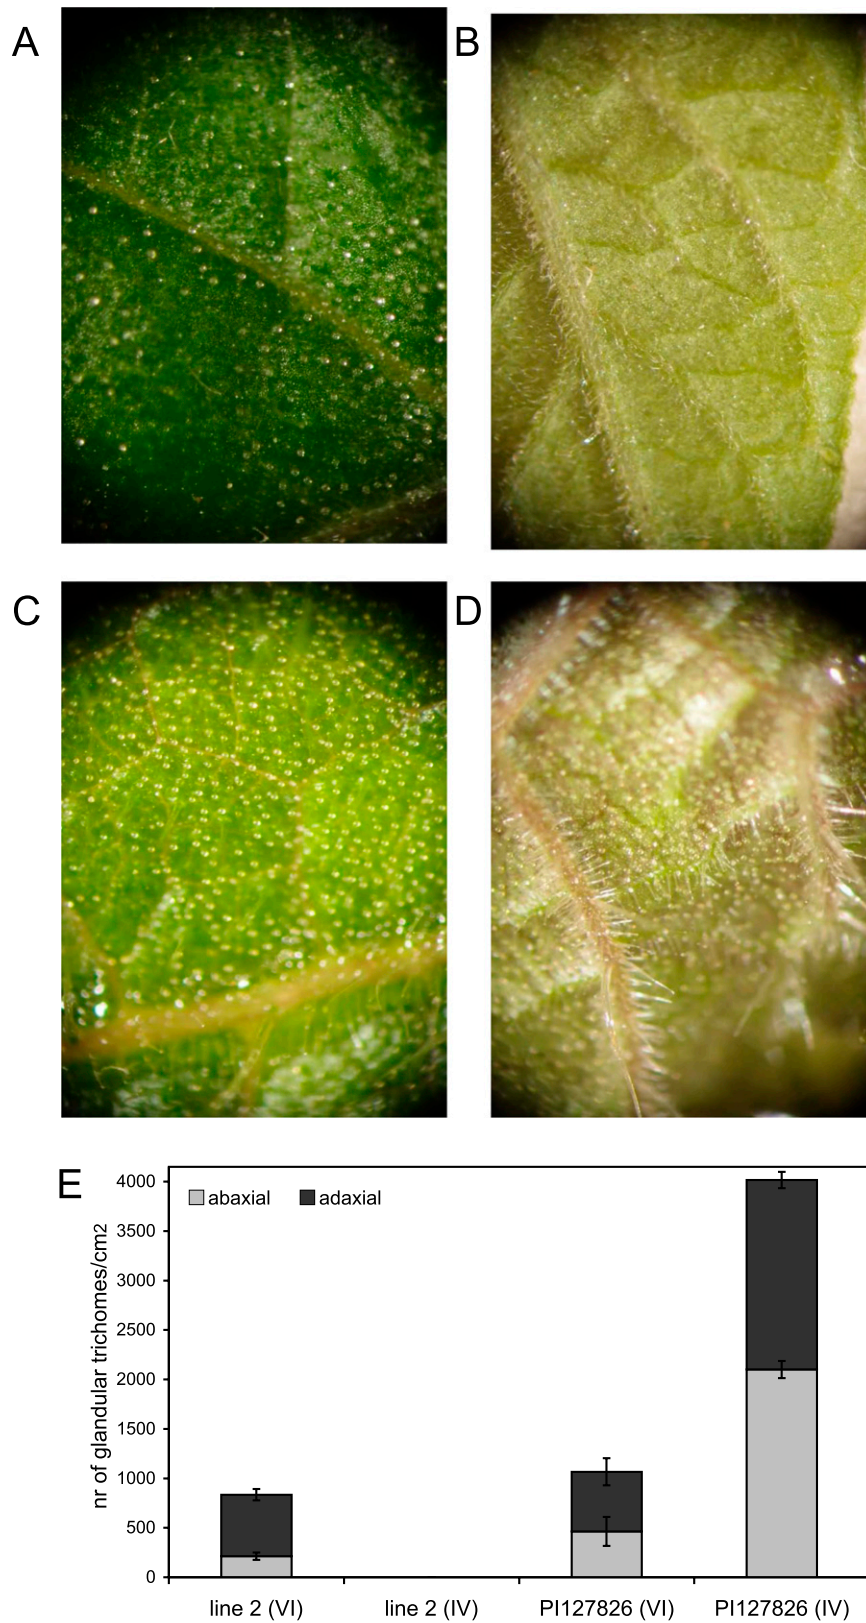 A
B
C
D
E
abaxial
adaxial
nr of glandular trichomes/cm2
4000
3500
3000
2500
2000
1500
1000
500
0
line 2 (VI)
line 2 (IV)
PI127826 (VI)
PI127826 (IV)